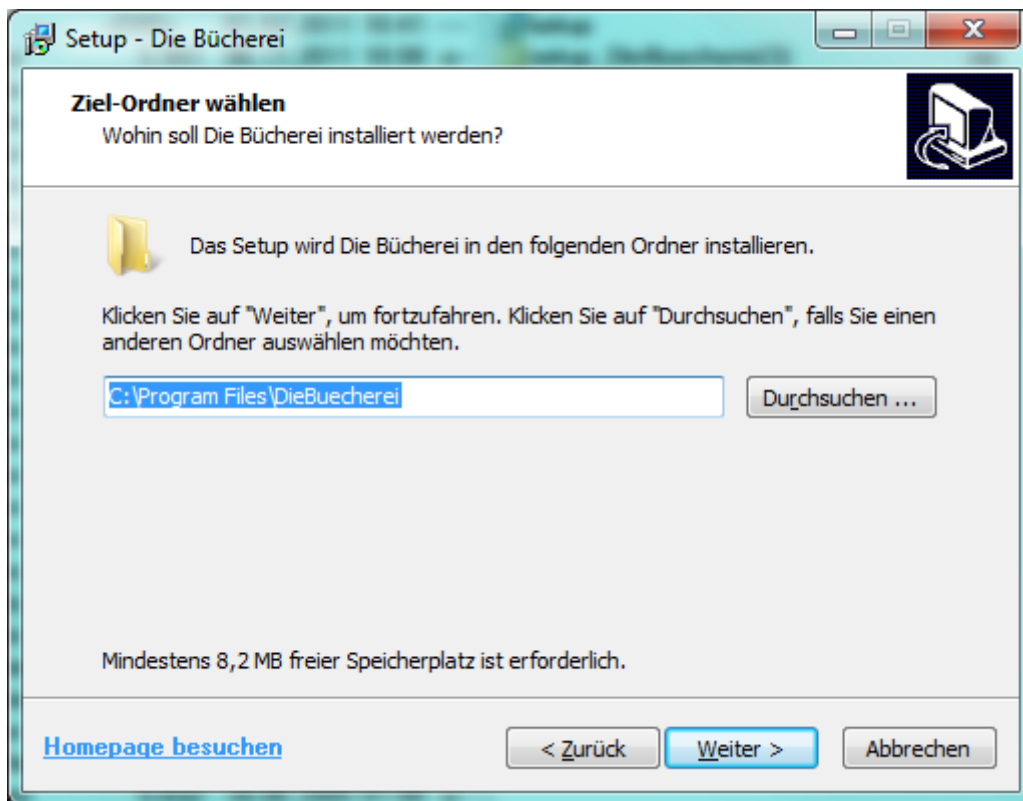 Setup - Die Bücherei
Ziel-Ordner wählen
Wohin soll Die Bücherei installiert werden?
Das Setup wird Die Bücherei in den folgenden Ordner installieren.
Klicken Sie auf "Weiter", um fortzufahren. Klicken Sie auf "Durchsuchen", falls Sie einen
anderen Ordner auswählen möchten.
C:\Program Files\DieBuecherei
Durchsuchen ...
Mindestens 8,2 MB freier Speicherplatz ist erforderlich.
Homepage besuchen
< Zurück
Weiter >
Abbrechen